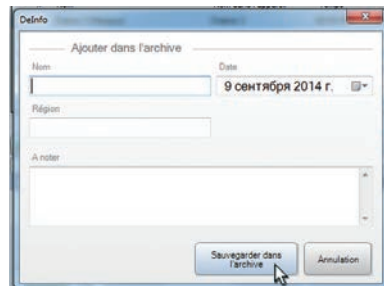 DeInfo
Ajouter dans l'archive
Nom
Date
9 сентября 2014 г.
Région
A noter
Sauvegarder dans
l'archive
Annulation